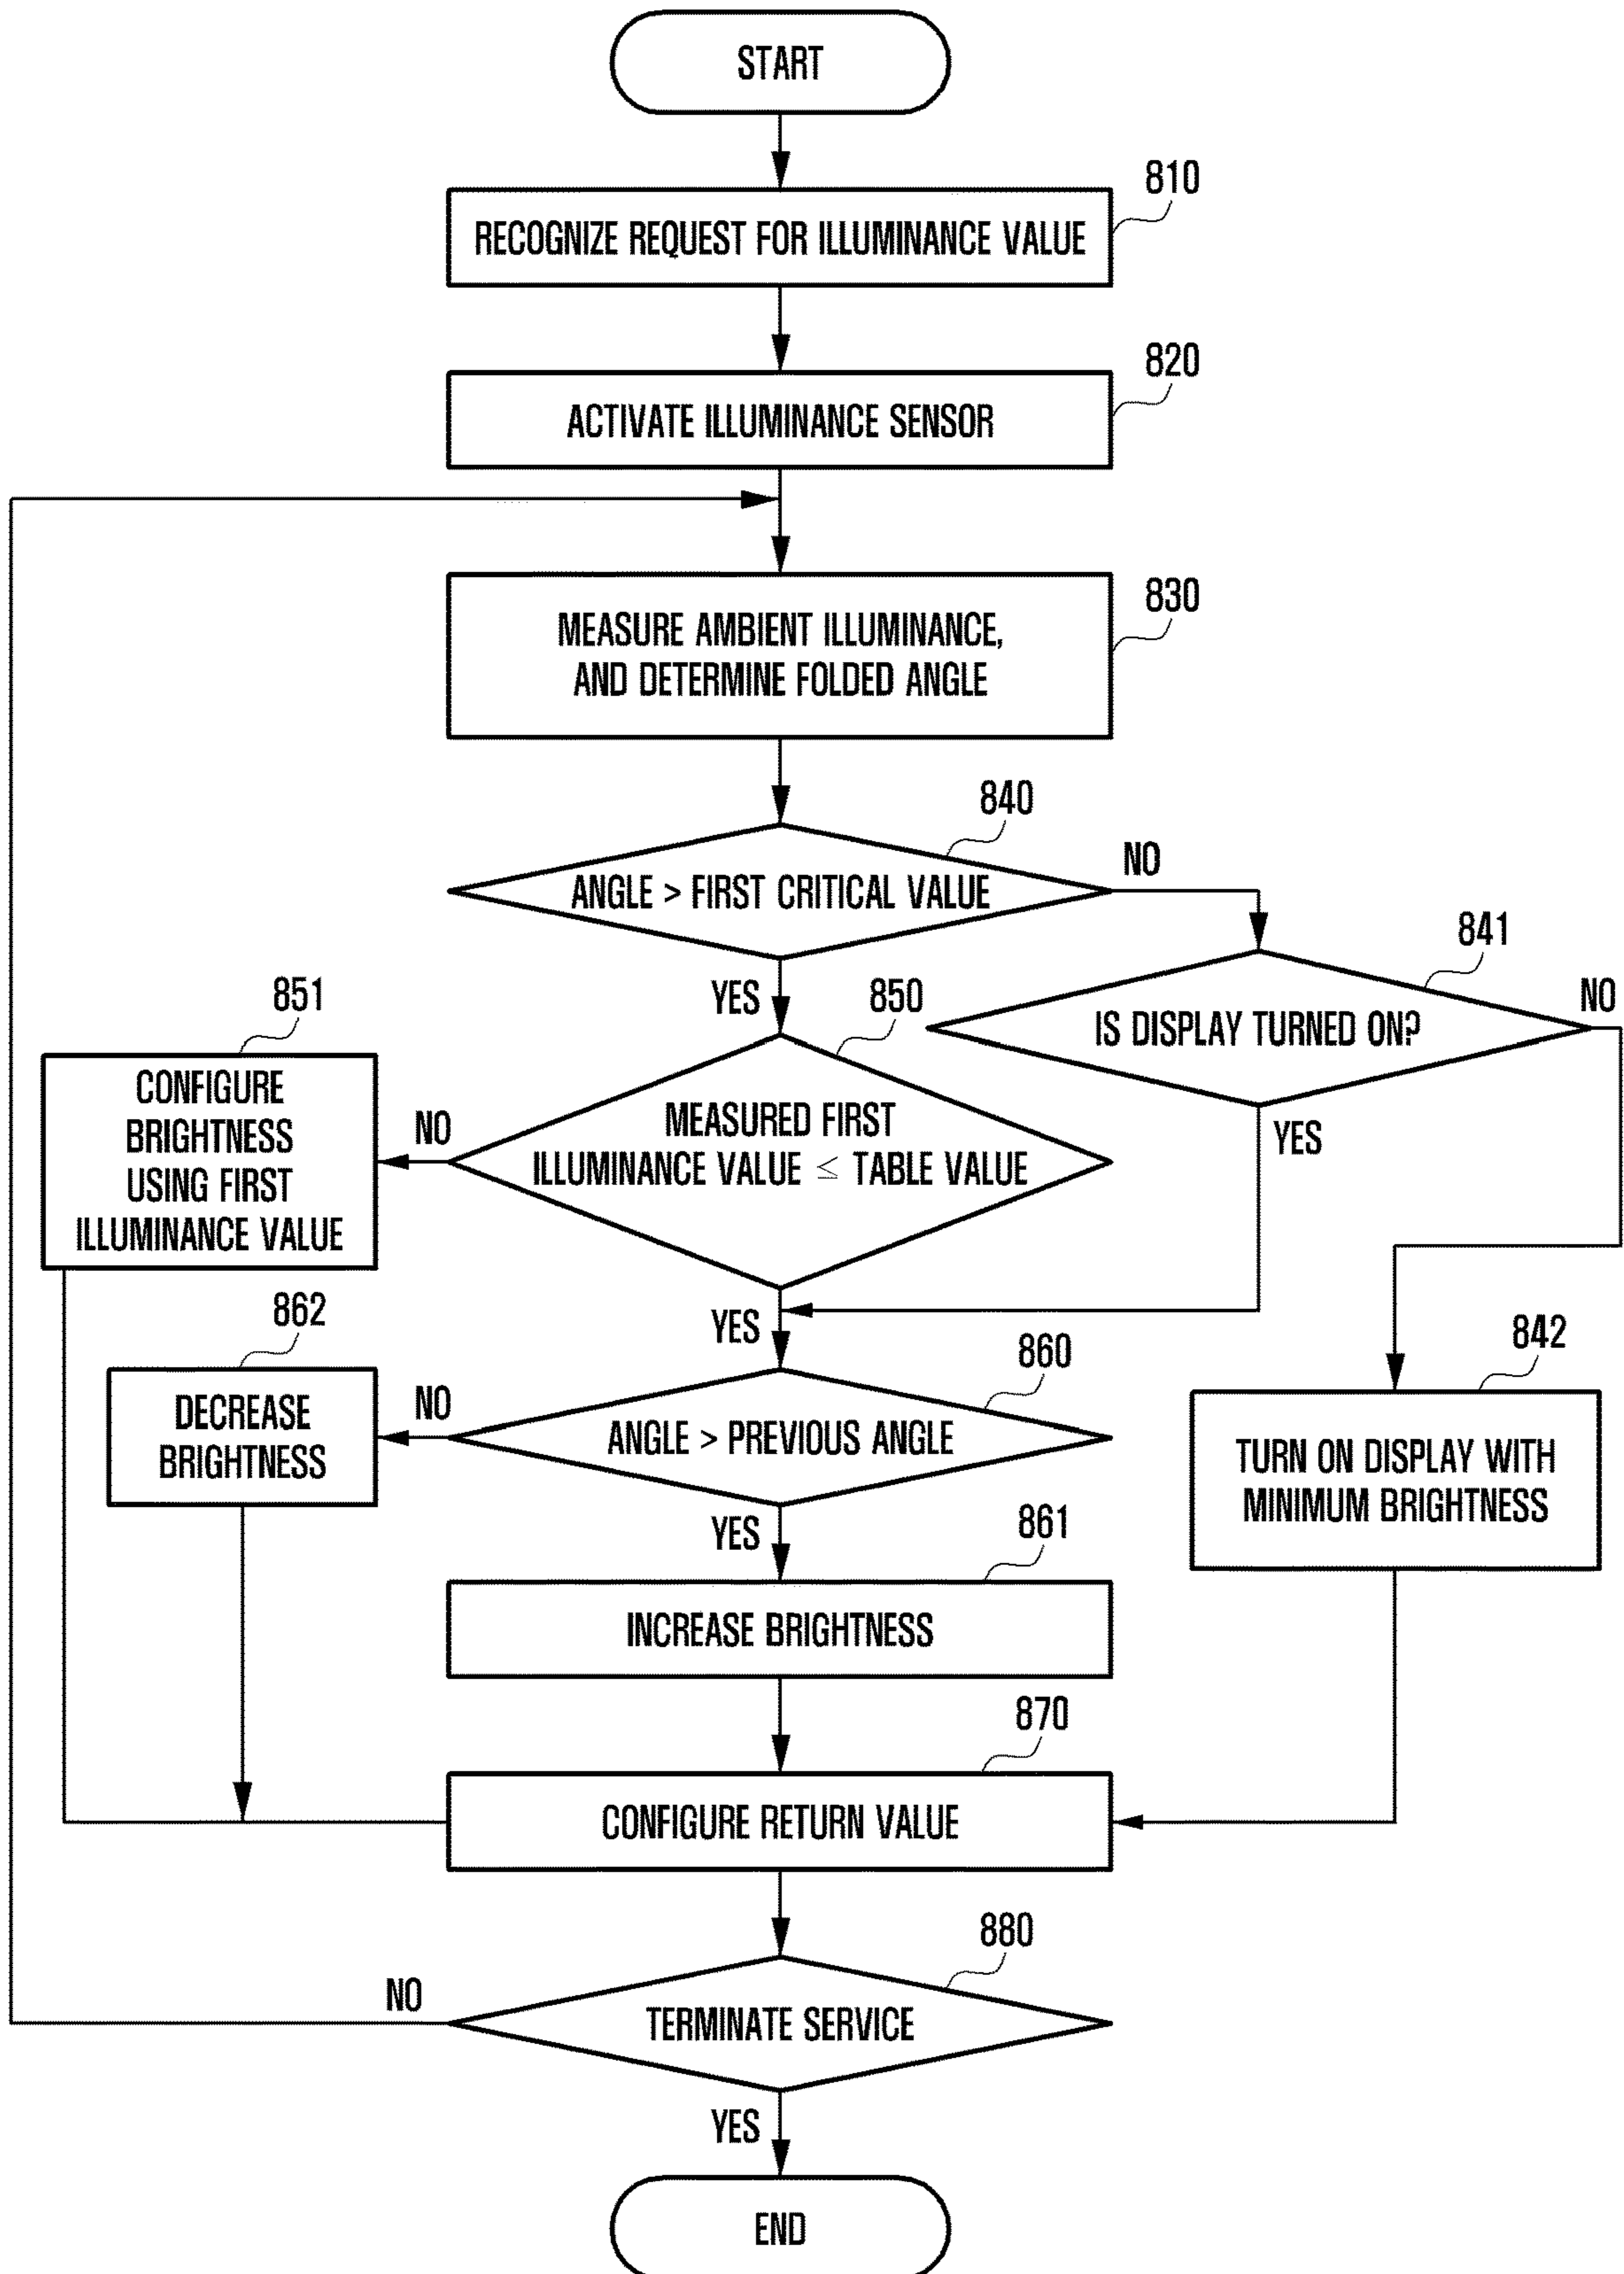 START
810
RECOGNIZE REQUEST FOR ILLUMINANCE VALUE
820
ACTIVATE ILLUMINANCE SENSOR
830
MEASURE AMBIENT ILLUMINANCE,
AND DETERMINE FOLDED ANGLE
840
ANGLE > FIRST CRITICAL VALUE
NO
841
IS DISPLAY TURNED ON?
NO
YES
YES
850
MEASURED FIRST
ILLUMINANCE VALUE ≤ TABLE VALUE
NO
851
CONFIGURE
BRIGHTNESS
USING FIRST
ILLUMINANCE VALUE
YES
842
TURN ON DISPLAY WITH
MINIMUM BRIGHTNESS
860
ANGLE > PREVIOUS ANGLE
NO
862
DECREASE
BRIGHTNESS
YES
861
INCREASE BRIGHTNESS
870
CONFIGURE RETURN VALUE
880
TERMINATE SERVICE
NO
YES
END